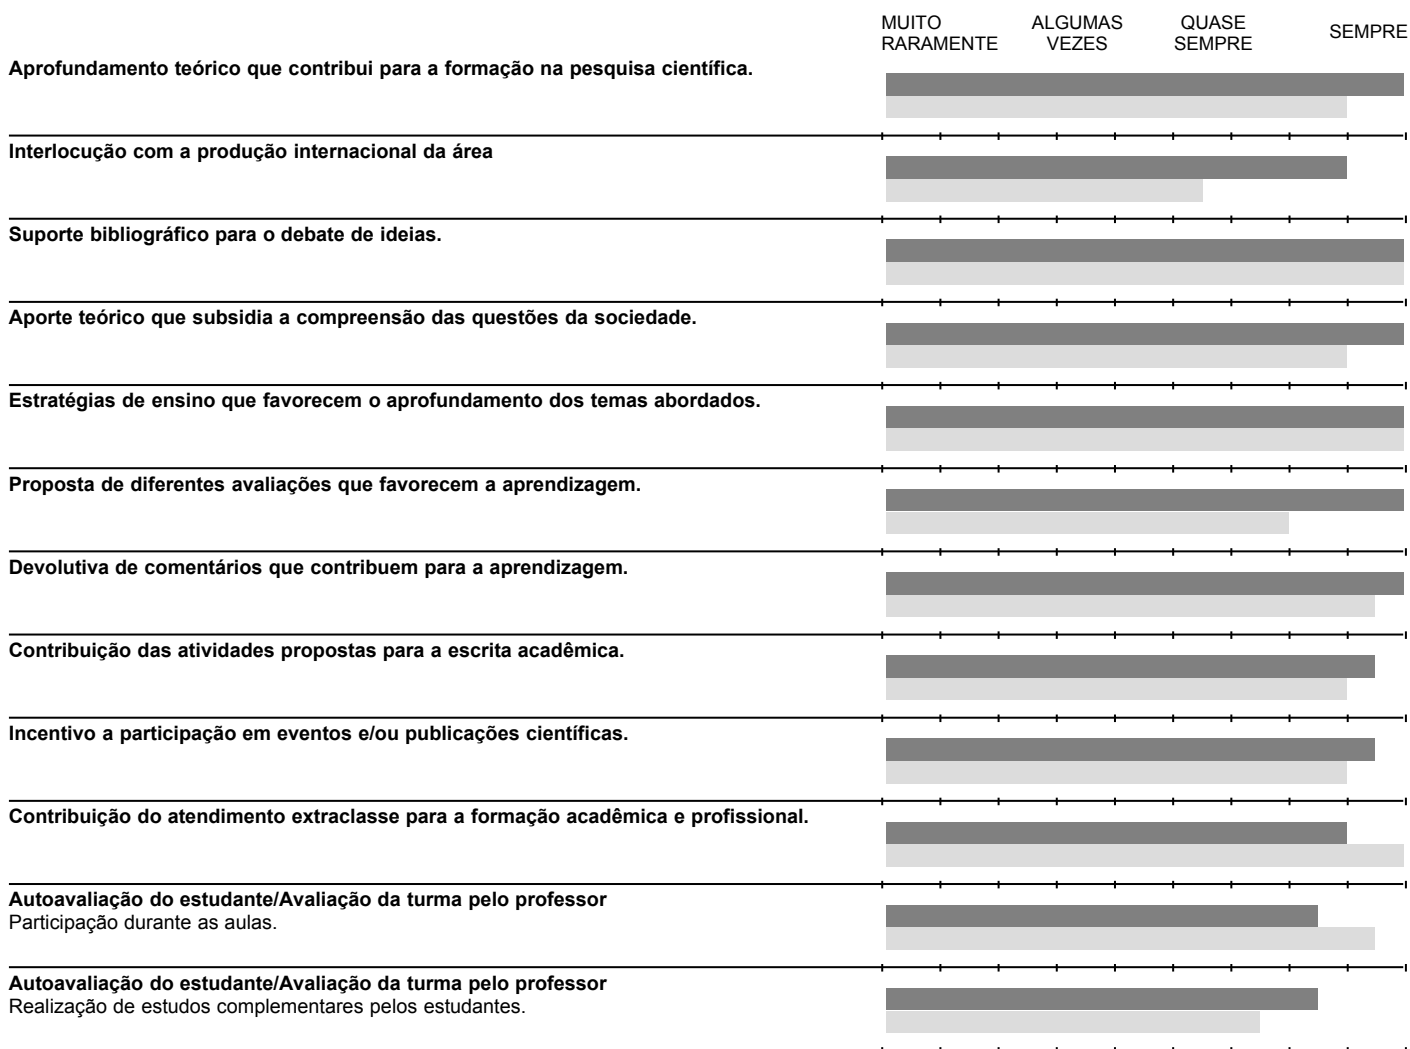 MUITO RARAMENTE
ALGUMAS VEZES
QUASE SEMPRE
SEMPRE
Aprofundamento teórico que contribui para a formação na pesquisa científica.
Interlocução com a produção internacional da área
Suporte bibliográfico para o debate de ideias.
Aporte teórico que subsidia a compreensão das questões da sociedade.
Estratégias de ensino que favorecem o aprofundamento dos temas abordados.
Proposta de diferentes avaliações que favorecem a aprendizagem.
Devolutiva de comentários que contribuem para a aprendizagem.
Contribuição das atividades propostas para a escrita acadêmica.
Incentivo a participação em eventos e/ou publicações científicas.
Contribuição do atendimento extraclasse para a formação acadêmica e profissional.
Autoavaliação do estudante/Avaliação da turma pelo professor
Participação durante as aulas.
Autoavaliação do estudante/Avaliação da turma pelo professor
Realização de estudos complementares pelos estudantes.